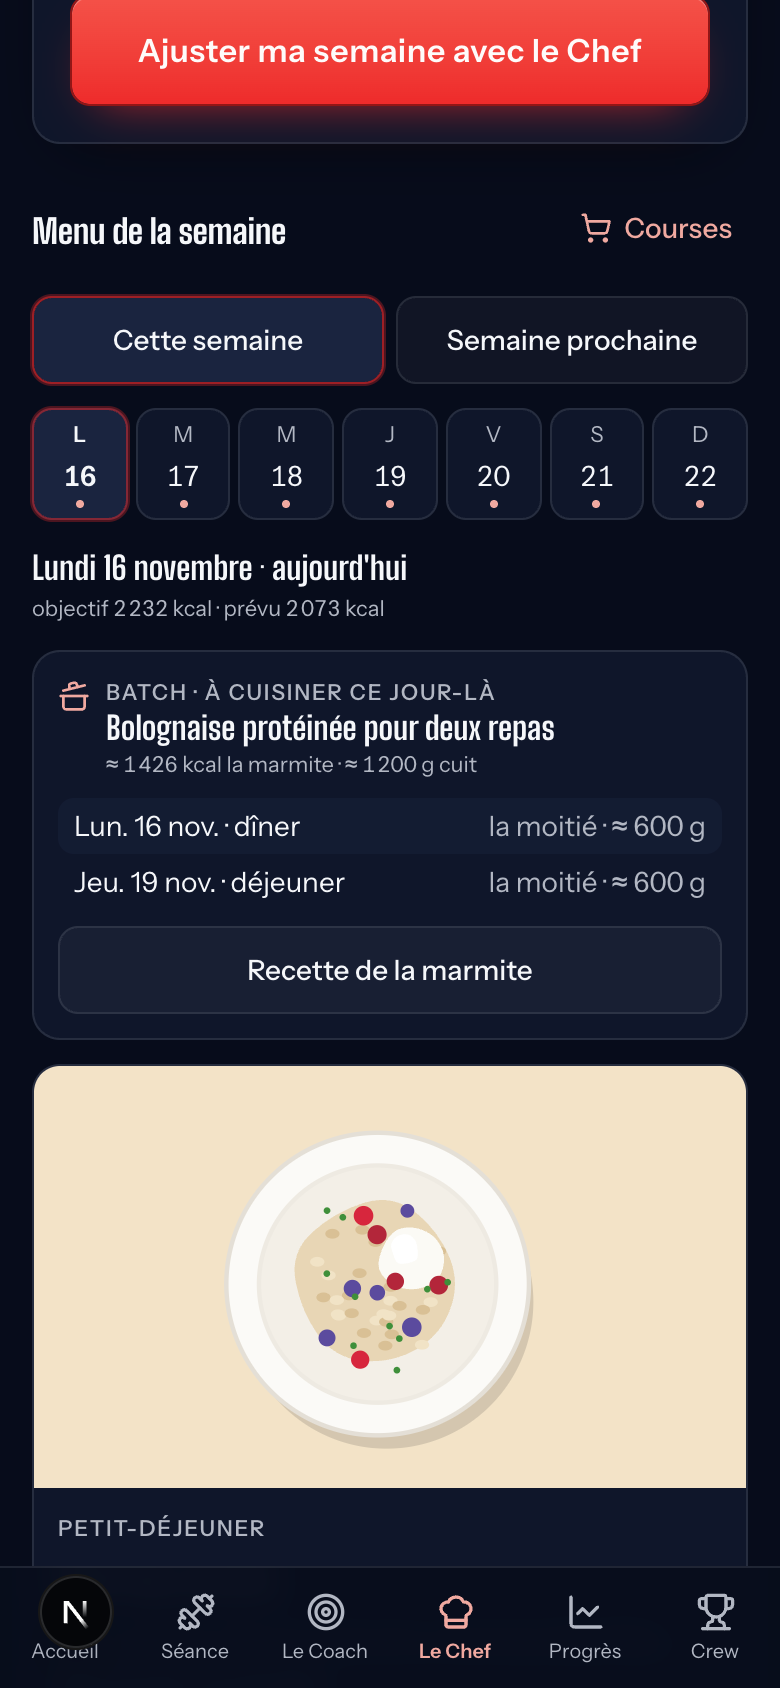 Ajuster ma semaine avec le Chef
Menu de la semaine
Courses
Cette semaine
Semaine prochaine
L M M J V S D
16 17 18 19 20 21 22
Lundi 16 novembre · aujourd'hui
objectif 2 232 kcal · prévu 2 073 kcal
BATCH · À CUISINER CE JOUR-LÀ
Bolognaise protéinée pour deux repas
≈ 1 426 kcal la marmite · ≈ 1 200 g cuit
Lun. 16 nov. · dîner la moitié · ≈ 600 g
Jeu. 19 nov. · déjeuner la moitié · ≈ 600 g
Recette de la marmite
PETIT-DÉJEUNER
N
Accueil Séance Le Coach Le Chef Progrès Crew